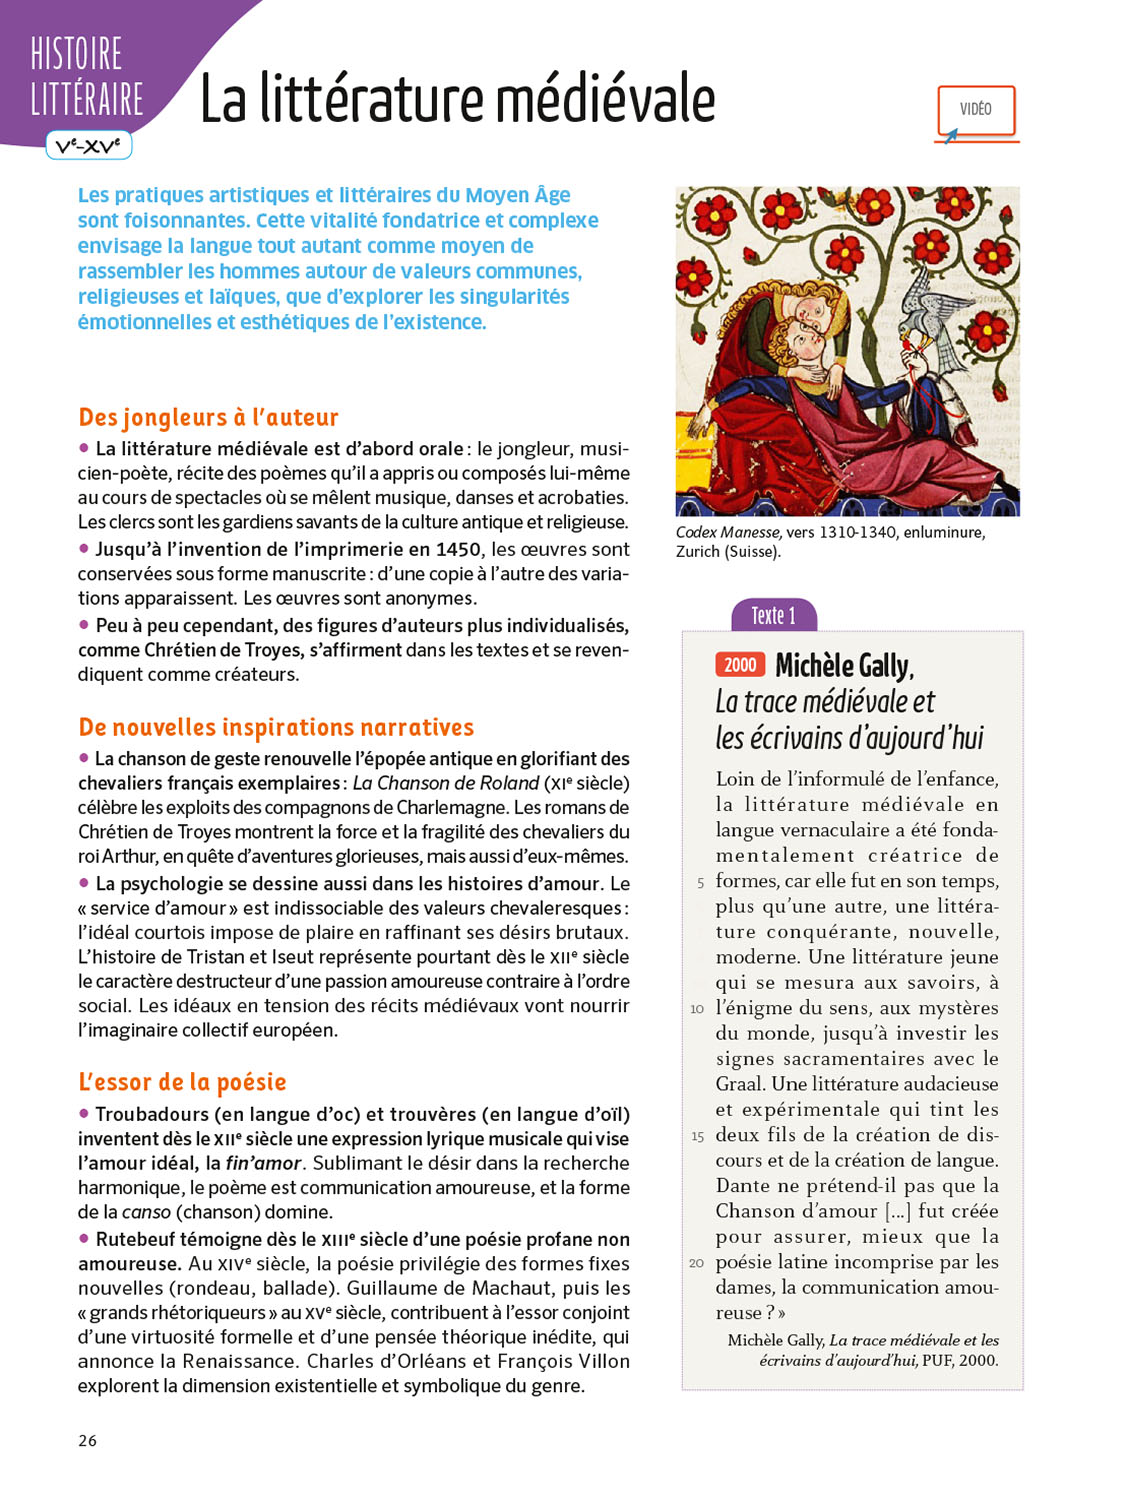 HISTOIRE
LITTÉRAIRE
Ve-XVe
La littérature médiévale
VIDÉO
Les pratiques artistiques et littéraires du Moyen Âge
sont foisonnantes. Cette vitalité fondatrice et complexe
envisage la langue tout autant comme moyen de
rassembler les hommes autour de valeurs communes,
religieuses et laïques, que d'explorer les singularités
émotionnelles et esthétiques de l'existence.
Des jongleurs à l'auteur
• La littérature médiévale est d'abord orale : le jongleur, musi-
cien-poète, récite des poèmes qu'il a appris ou composés lui-même
au cours de spectacles où se mêlent musique, danses et acrobaties.
Les clercs sont les gardiens savants de la culture antique et religieuse.
• Jusqu'à l'invention de l'imprimerie en 1450, les œuvres sont
conservées sous forme manuscrite : d'une copie à l'autre des varia-
tions apparaissent. Les œuvres sont anonymes.
• Peu à peu cependant, des figures d'auteurs plus individualisés,
comme Chrétien de Troyes, s'affirment dans les textes et se reven-
diquent comme créateurs.
De nouvelles inspirations narratives
• La chanson de geste renouvelle l'épopée antique en glorifiant des
chevaliers français exemplaires : La Chanson de Roland (XIe siècle)
célèbre les exploits des compagnons de Charlemagne. Les romans de
Chrétien de Troyes montrent la force et la fragilité des chevaliers du
roi Arthur, en quête d'aventures glorieuses, mais aussi d'eux-mêmes.
• La psychologie se dessine aussi dans les histoires d'amour. Le
« service d'amour » est indissociable des valeurs chevaleresques :
l'idéal courtois impose de plaire en raffinant ses désirs brutaux.
L'histoire de Tristan et Iseut représente pourtant dès le XIIe siècle
le caractère destructeur d'une passion amoureuse contraire à l'ordre
social. Les idéaux en tension des récits médiévaux vont nourrir
l'imaginaire collectif européen.
L'essor de la poésie
• Troubadours (en langue d'oc) et trouvères (en langue d'oïl)
inventent dès le XIIe siècle une expression lyrique musicale qui vise
l'amour idéal, la fin'amor. Sublimant le désir dans la recherche
harmonique, le poème est communication amoureuse, et la forme
de la canso (chanson) domine.
• Rutebeuf témoigne dès le XIIIe siècle d'une poésie profane non
amoureuse. Au XIVe siècle, la poésie privilégie des formes fixes
nouvelles (rondeau, ballade). Guillaume de Machaut, puis les
« grands rhétoriqueurs » au XVe siècle, contribuent à l'essor conjoint
d'une virtuosité formelle et d'une pensée théorique inédite, qui
annonce la Renaissance. Charles d'Orléans et François Villon
explorent la dimension existentielle et symbolique du genre.
26
Codex Manesse, vers 1310-1340, enluminure,
Zurich (Suisse).
Texte 1
2000 Michèle Gally,
La trace médiévale et
les écrivains d'aujourd'hui
Loin de l'informulé de l'enfance,
la littérature médiévale en
langue vernaculaire a été fonda-
mentalement créatrice de
5 formes, car elle fut en son temps,
plus qu'une autre, une littéra-
ture conquérante, nouvelle,
moderne. Une littérature jeune
qui se mesura aux savoirs, à
10 l'énigme du sens, aux mystères
du monde, jusqu'à investir les
signes sacramentaires avec le
Graal. Une littérature audacieuse
et expérimentale qui tint les
15 deux fils de la création de dis-
cours et de la création de langue.
Dante ne prétend-il pas que la
Chanson d'amour [...] fut créée
pour assurer, mieux que la
20 poésie latine incomprise par les
dames, la communication amou-
reuse ? »
Michèle Gally, La trace médiévale et les
écrivains d'aujourd'hui, PUF, 2000.